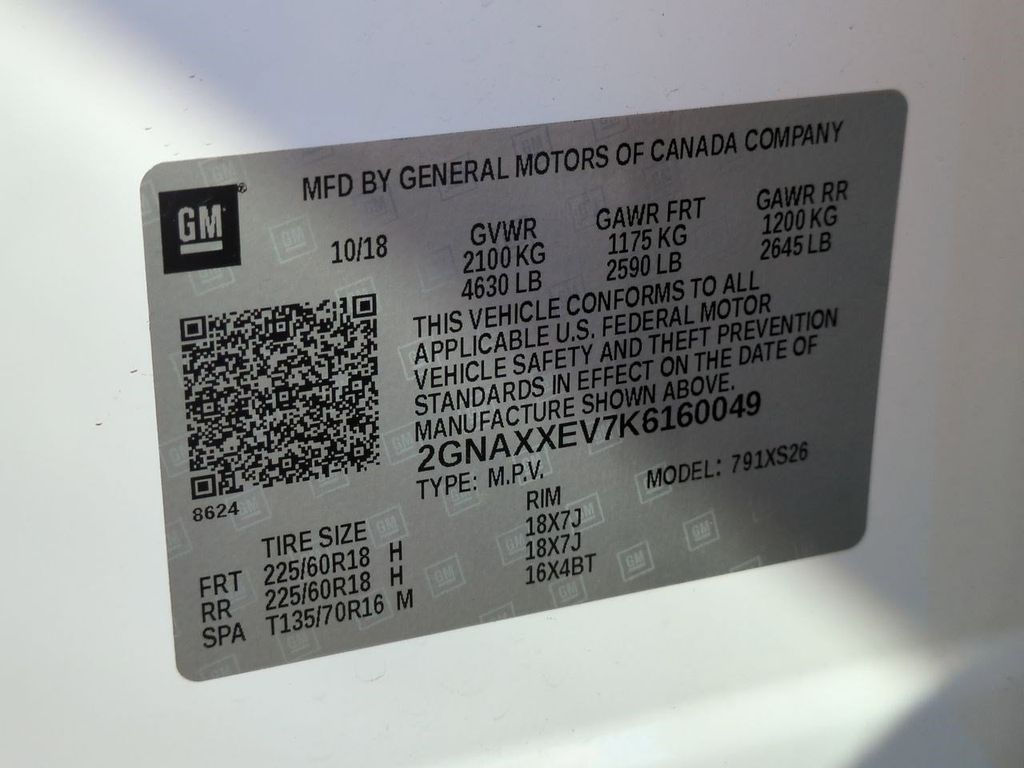 GM
MFD BY GENERAL MOTORS OF CANADA COMPANY
10/18
GVWR
2100 KG
4630 LB
GAWR FRT
1175 KG
2590 LB
GAWR RR
1200 KG
2645 LB
THIS VEHICLE CONFORMS TO ALL
APPLICABLE U.S. FEDERAL MOTOR
VEHICLE SAFETY AND THEFT PREVENTION
STANDARDS IN EFFECT ON THE DATE OF
MANUFACTURE SHOWN ABOVE.
2GNAXXEV7K6160049
TYPE: M.P.V. MODEL: 791XS26
8624
TIRE SIZE RIM
FRT 225/60R18 H 18X7J
RR 225/60R18 H 18X7J
SPA T135/70R16 M 16X4BT